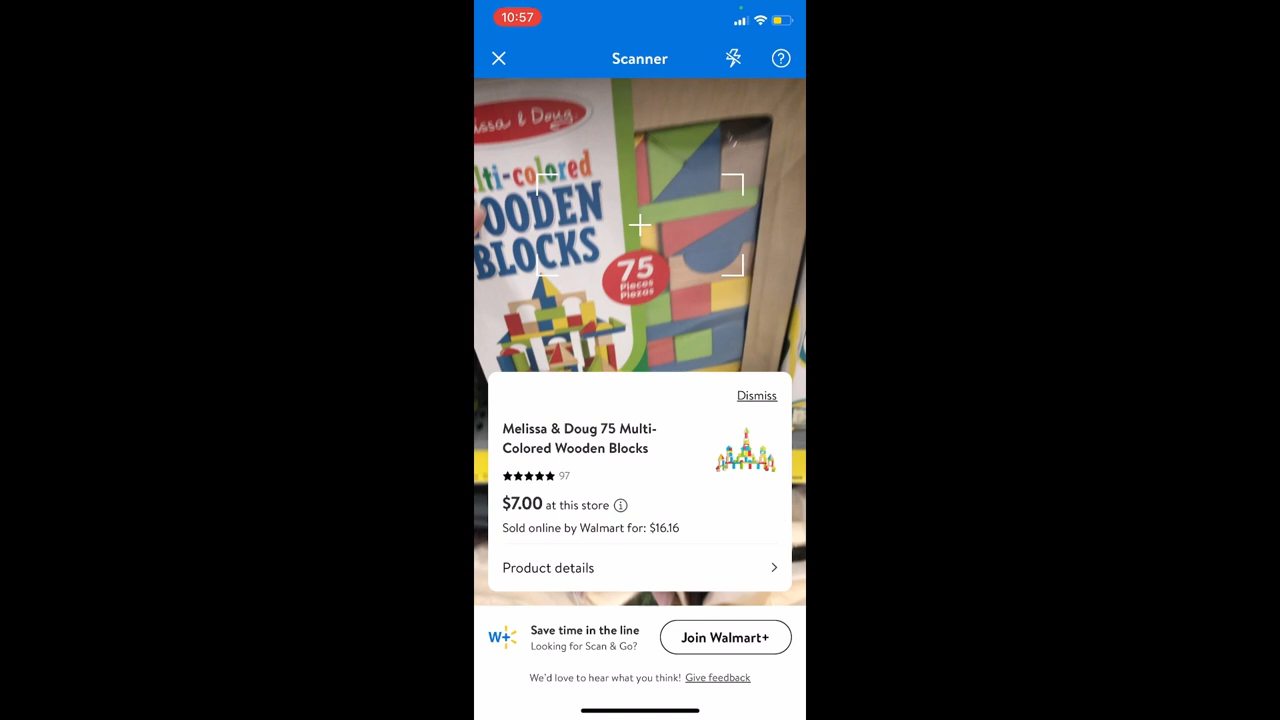 10:57
Scanner
issa & Doug
lti-colored
OODEN
BLOCKS
75
Pieces
Piezas
Dismiss
Melissa & Doug 75 Multi-
Colored Wooden Blocks
97
$7.00 at this store
Sold online by Walmart for: $16.16
Product details
W+
Save time in the line
Looking for Scan & Go?
Join Walmart+
We'd love to hear what you think! Give feedback